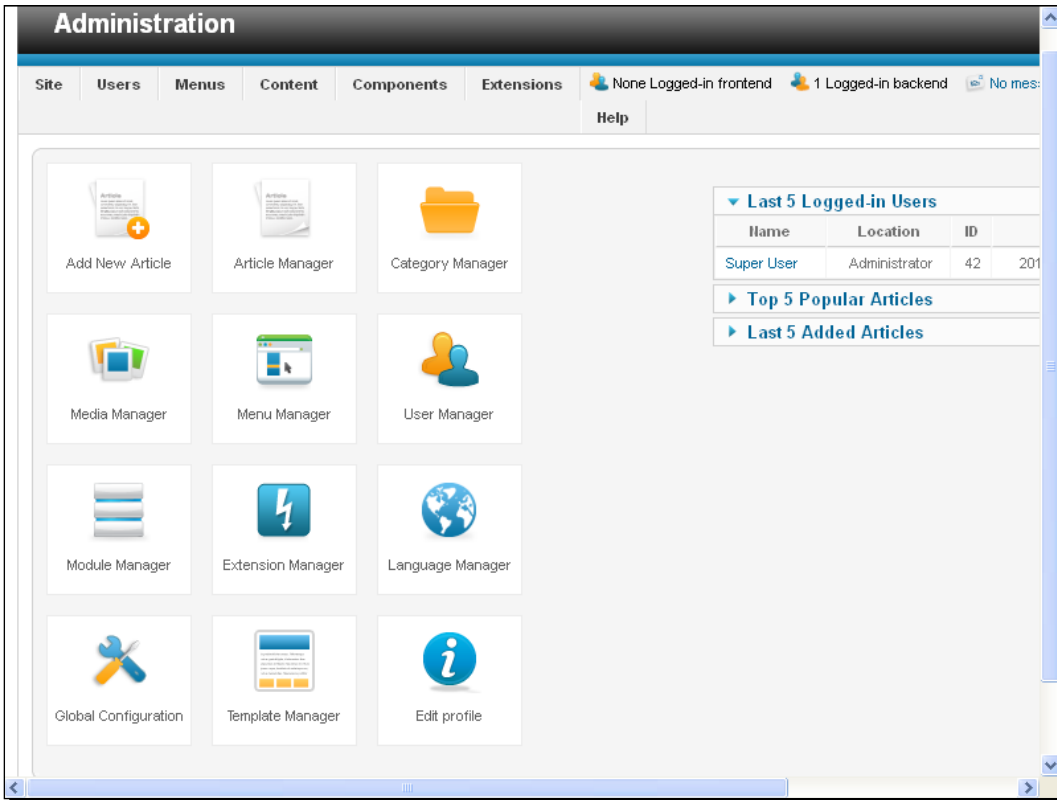 Administration
Site Users Menus Content Components Extensions None Logged-in frontend 1 Logged-in backend No mes
Help
Add New Article Article Manager Category Manager
Last 5 Logged-in Users
Name Location ID
Super User Administrator 42 201
Top 5 Popular Articles
Last 5 Added Articles
Media Manager Menu Manager User Manager
Module Manager Extension Manager Language Manager
Global Configuration Template Manager Edit profile